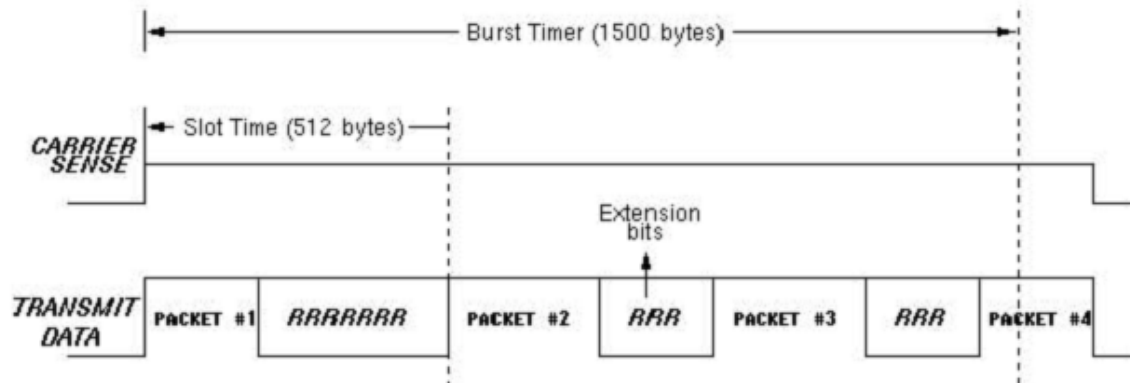 Burst Timer (1500 bytes)
Slot Time (512 bytes)
CARRIER
SENSE
Extension
bits
TRANSMIT
DATA
PACKET #1 RRRRRRR PACKET #2 RRR PACKET #3 RRR PACKET #4